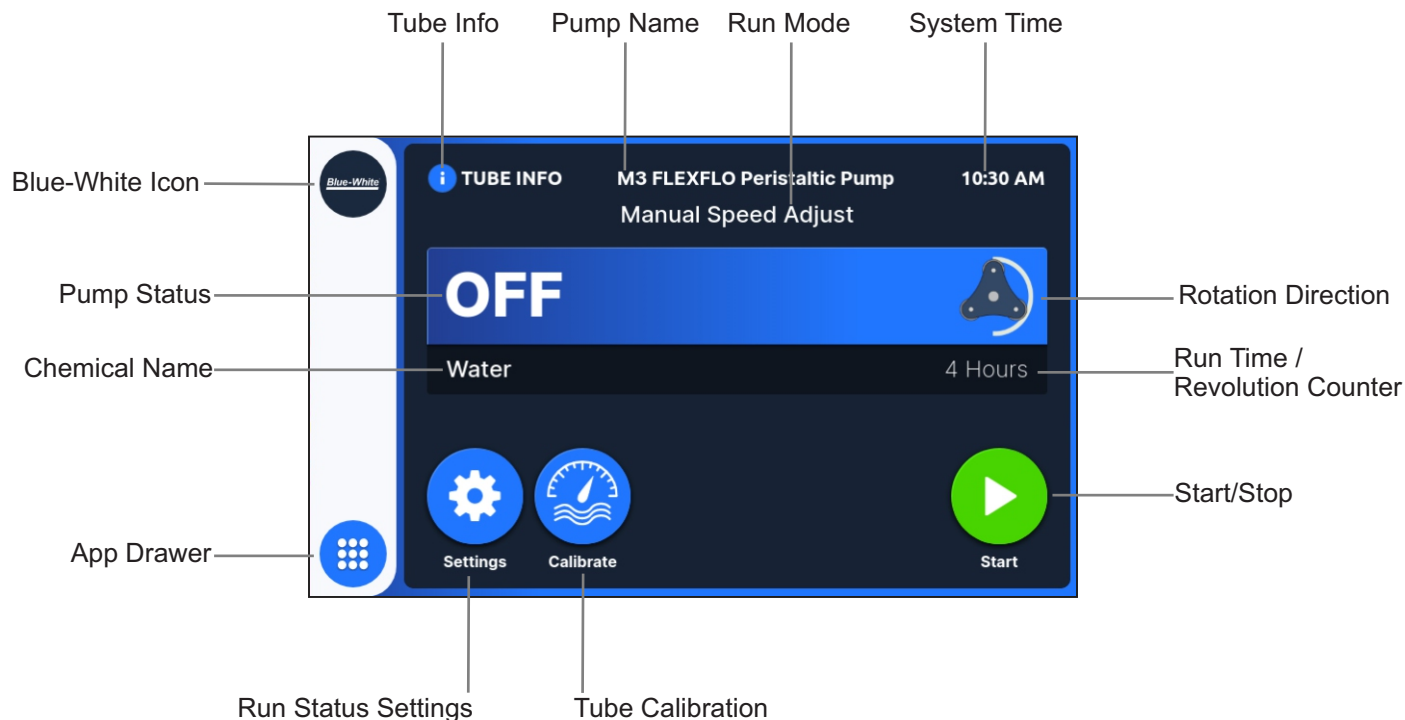 Tube Info
Pump Name
Run Mode
System Time
Blue-White Icon
Blue-White
TUBE INFO
M3 FLEXFLO Peristaltic Pump
10:30 AM
Manual Speed Adjust
Pump Status
OFF
Rotation Direction
Chemical Name
Water
4 Hours
Run Time /
Revolution Counter
Start/Stop
App Drawer
Settings
Calibrate
Start
Run Status Settings
Tube Calibration